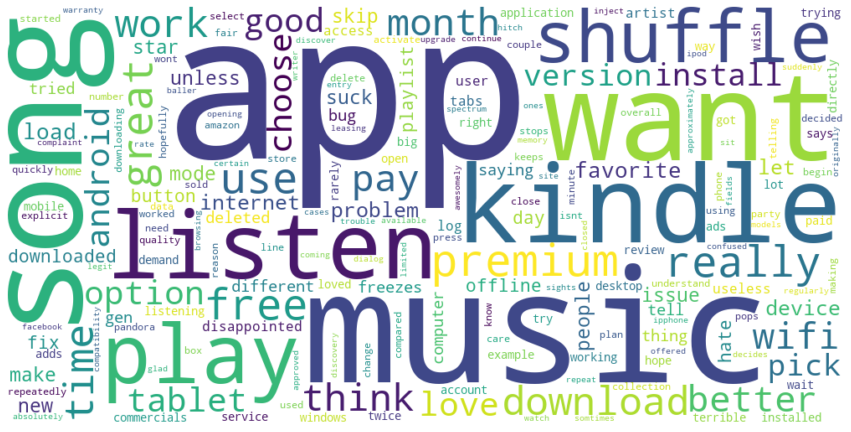 started
warranty
work
month
good
skip
artist
select
application
trying
inject
shuffle
song
app
star
fair
access
activate
upgrade
continue
hitch
couple
ipod
wish
discover
writer
way
suddenly
wont
unless
delete
user
version
install
tried
number
baller
entry
choose
playlist
suck
tabs
spectrum
ones
overall
got
decided
directly
load
complaint
opening
amazon
leasing
bug
big
right
stops
memory
approximately
telling
says
originally
android
downloading
great
rate
certain
store
want
quickly
home
mode
use
pay
open
saying
keeps
favorite
sit
let
begin
mobile
explicit
button
sold
rarely
awesomely
kindle
site
minute
phone
fields
lot
data
internet
cases
problem
close
day
isnt
using
party
paid
models
deleted
trouble
available
log
press
closed
ads
confused
worked
need
quality
browsing
listen
premium
review
really
downloaded
legit
demand
reason
line
coming
dialog
limited
desktop
pops
time
compatibility
option
free
different
loved
freezes
offline
sights
issue
understand
useless
regularly
making
gen
listening
computer
example
people
tell
ipphone
device
facebook
pandora
disappointed
play
music
know
try
thing
hate
wifi
fix
adds
box
discovery
approved
change
compared
care
plan
offered
hope
decides
pick
make
glad
account
working
repeat
collection
wait
new
repeatedly
tablet
used
think
love
download
better
absolutely
commercials
service
windows
twice
watch
somtimes
terrible
installed
hopefully